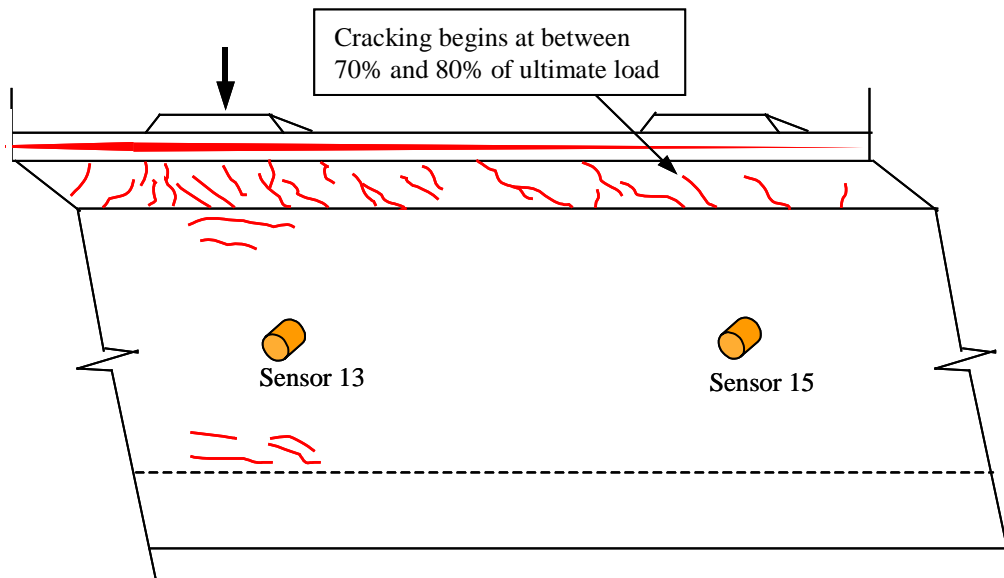 Cracking begins at between
70% and 80% of ultimate load
Sensor 13
Sensor 15